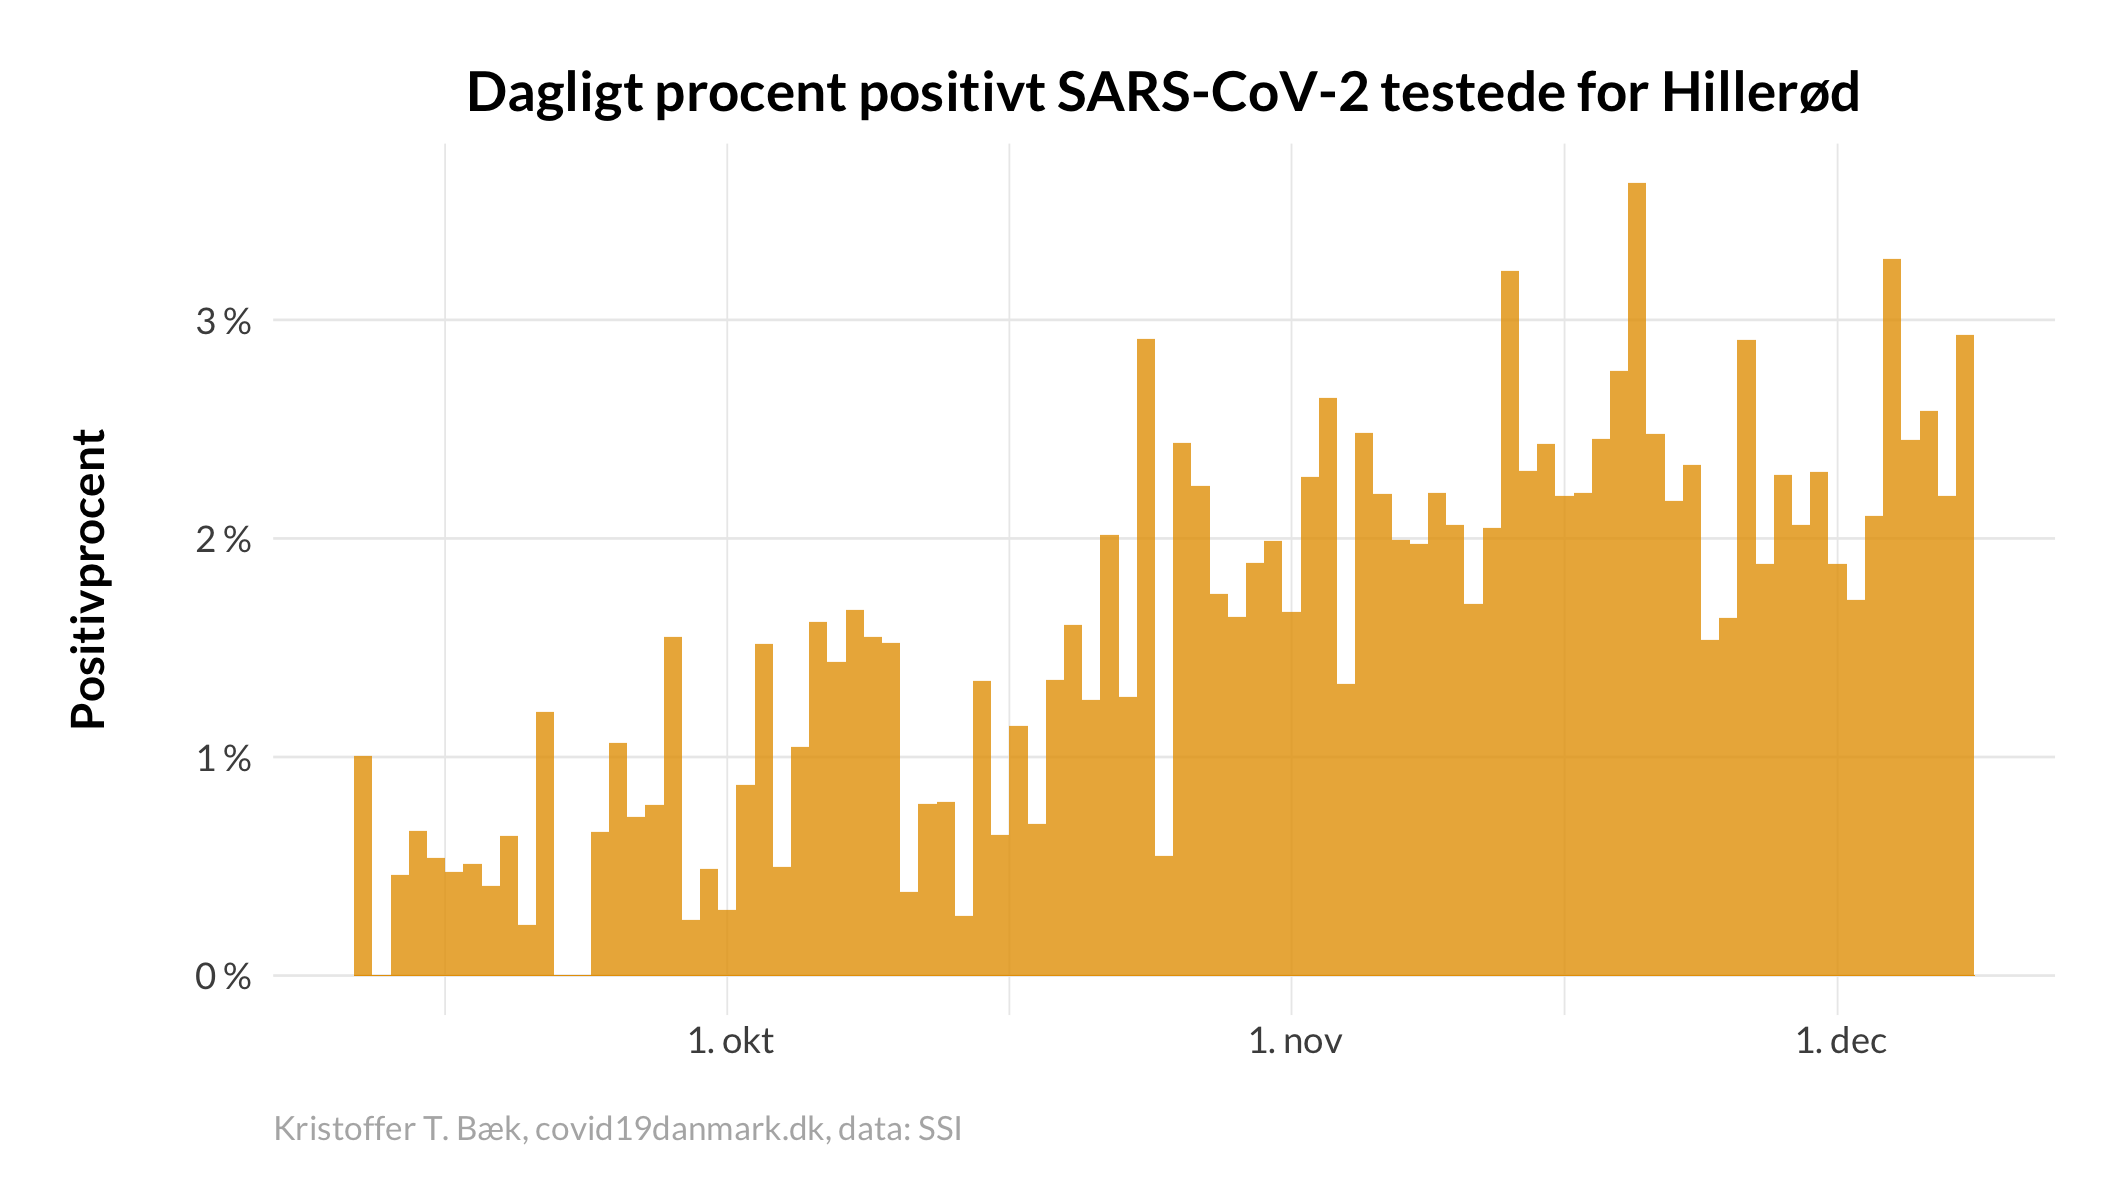 Dagligt procent positivt SARS-CoV-2 testede for Hillerød
Positivprocent
3 %
2 %
1 %
0 %
1. okt
1. nov
1. dec
Kristoffer T. Bæk, covid19danmark.dk, data: SSI